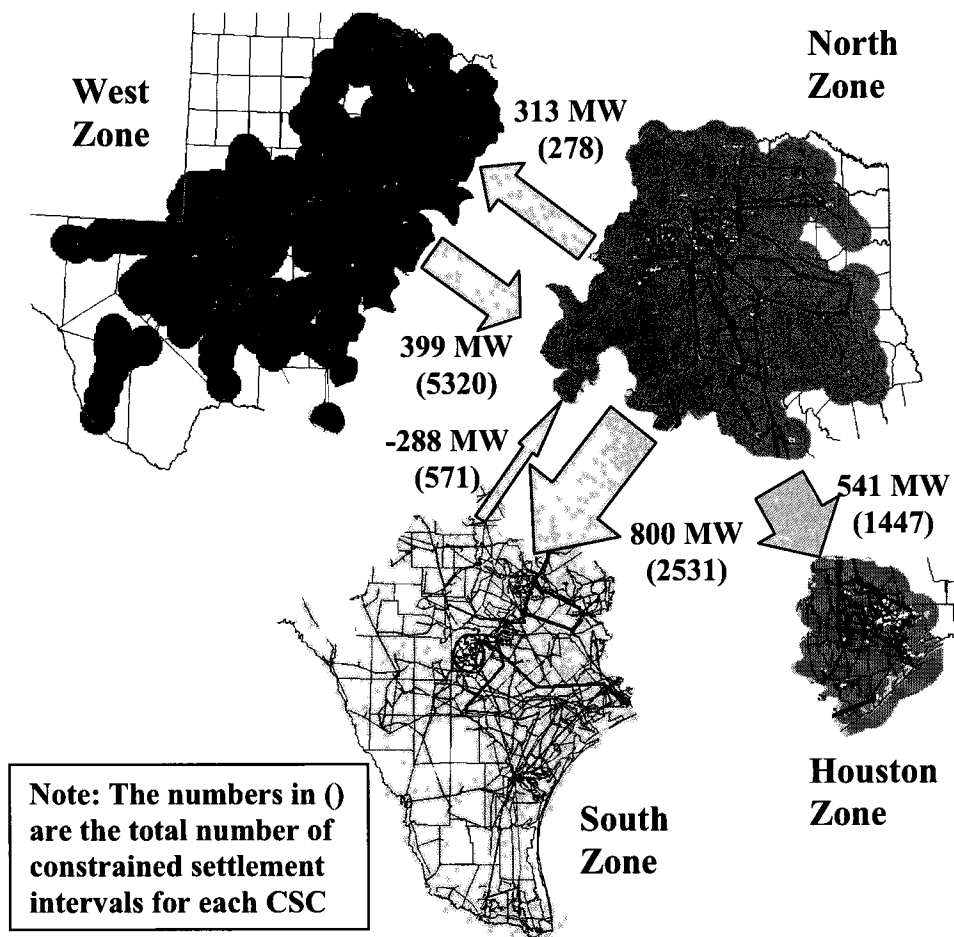 North
Zone
West
Zone
313 MW
(278)
399 MW
(5320)
-288 MW
(571)
541 MW
(1447)
800 MW
(2531)
Note: The numbers in ()
are the total number of
constrained settlement
intervals for each CSC
South
Zone
Houston
Zone